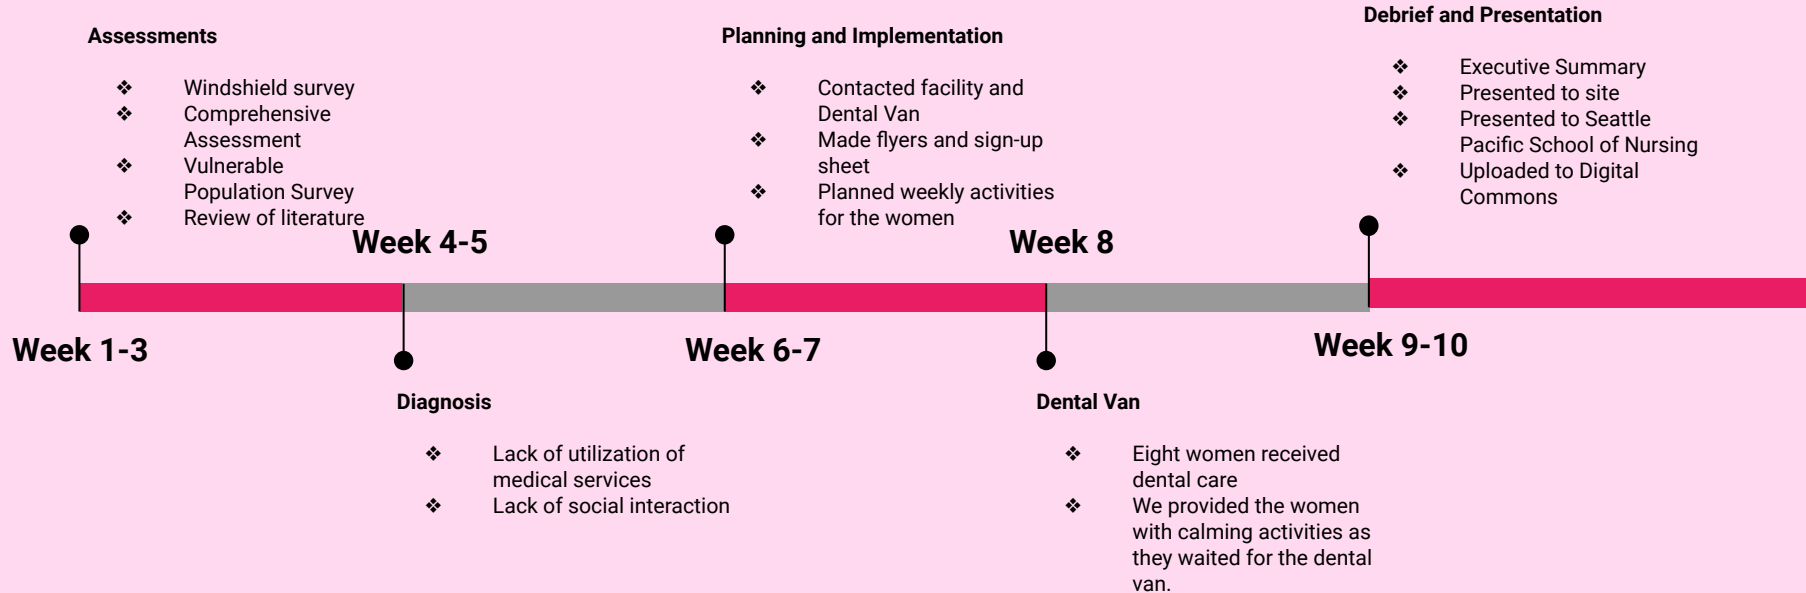 Assessments
❖ Windshield survey
❖ Comprehensive
Assessment
❖ Vulnerable
Population Survey
❖ Review of literature
Week 1-3
Week 4-5
Diagnosis
❖ Lack of utilization of
medical services
❖ Lack of social interaction
Planning and Implementation
❖ Contacted facility and
Dental Van
❖ Made flyers and sign-up
sheet
❖ Planned weekly activities
for the women
Week 6-7
Week 8
Dental Van
❖ Eight women received
dental care
❖ We provided the women
with calming activities as
they waited for the dental
van.
Debrief and Presentation
❖ Executive Summary
❖ Presented to site
❖ Presented to Seattle
Pacific School of Nursing
❖ Uploaded to Digital
Commons
Week 9-10